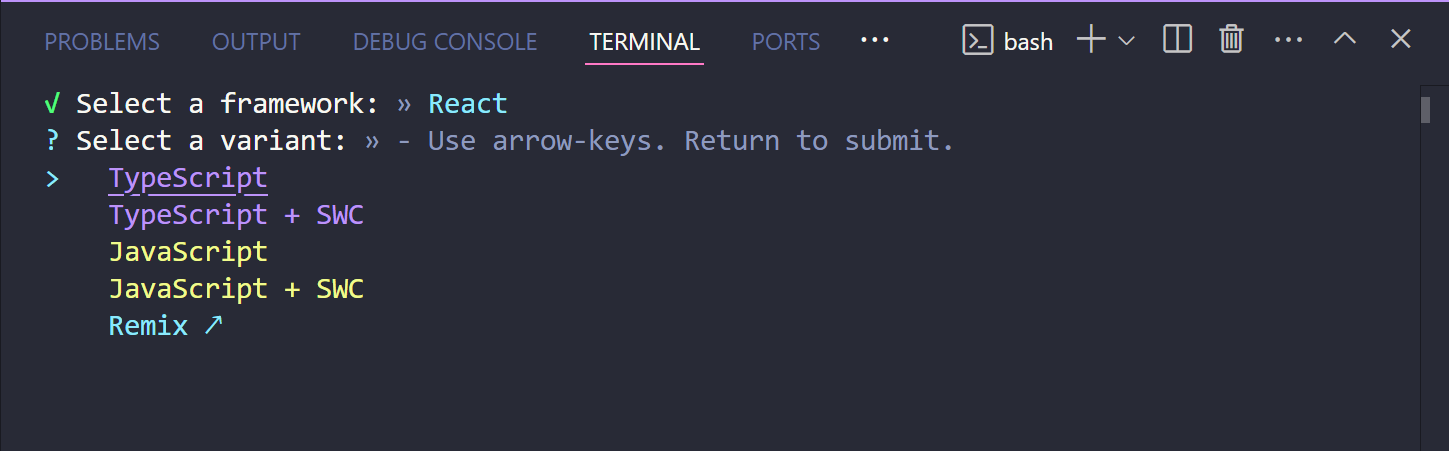 PROBLEMS OUTPUT DEBUG CONSOLE TERMINAL PORTS ··· bash ···
√ Select a framework: » React
? Select a variant: » - Use arrow-keys. Return to submit.
> TypeScript
TypeScript + SWC
JavaScript
JavaScript + SWC
Remix ↗